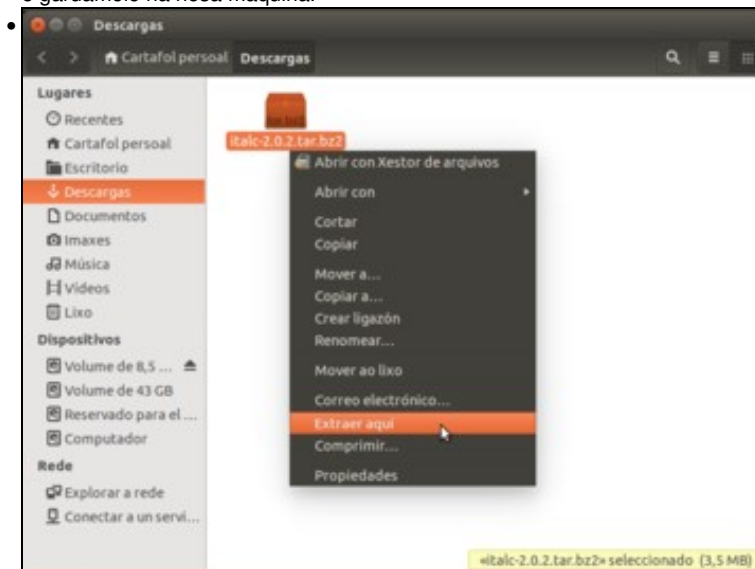 e gardámolo na nosa máquina.
Descargas
Cartafol persoal Descargas
Lugares
Recentes
Cartafol persoal
Escritorio
Descargas
Documentos
Imaxes
Música
Vídeos
Lixo
Dispositivos
Volume de 8,5 ...
Volume de 43 GB
Reservado para el ...
Computador
Rede
Explorar a rede
Conectar a un servi...
tar.bz2
italc-2.0.2.tar.bz2
Abrir con Xestor de arquivos
Abrir con
Cortar
Copiar
Mover a...
Copiar a...
Crear ligazón
Renomear...
Mover ao lixo
Correo electrónico...
Extraer aquí
Comprimir...
Propiedades
«italc-2.0.2.tar.bz2» seleccionado (3,5 MB)